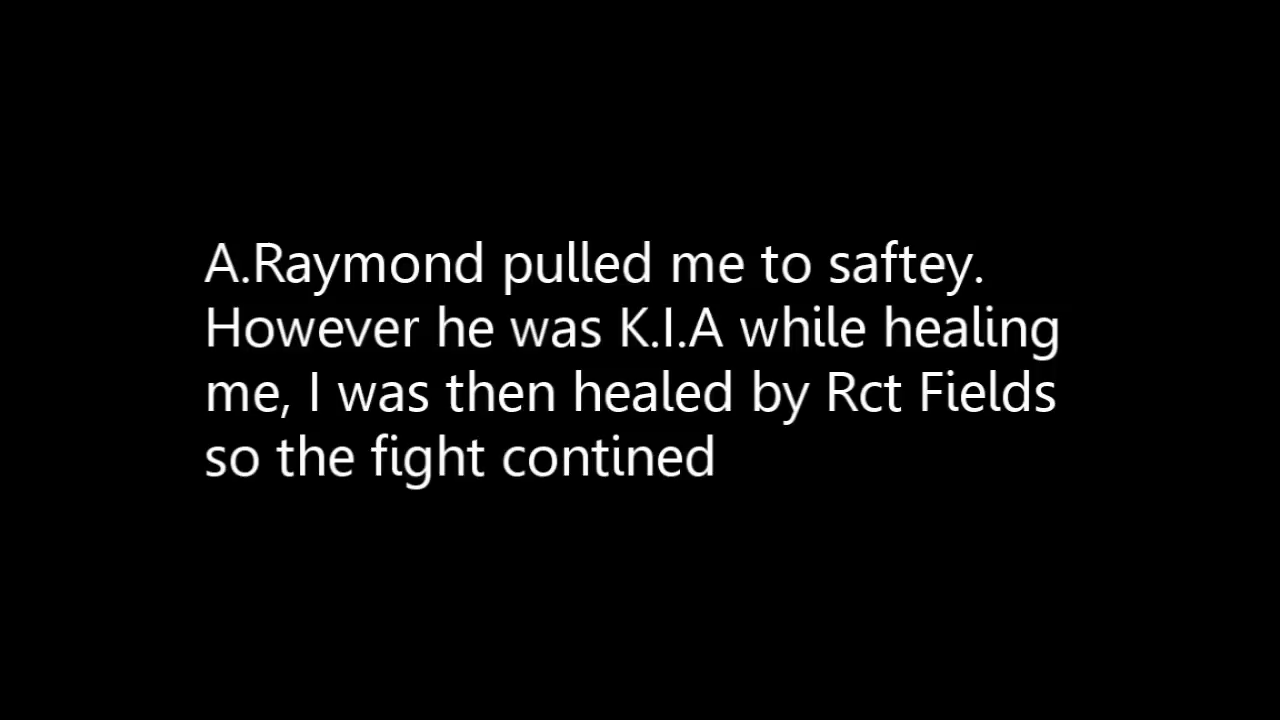 A.Raymond pulled me to saftey.
However he was K.I.A while healing
me, I was then healed by Rct Fields
so the fight contined